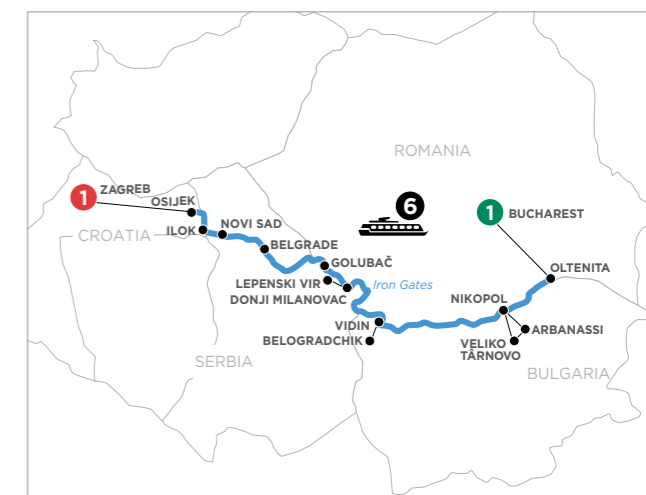 ROMANIA
6
1
ZAGREB
OSIJEK
1
BUCHAREST
NOVI SAD
CROATIA
ILOK
BELGRADE
GOLUBAČ
OLTENITA
LEPENSKI VIR
Iron Gates
DONJI MILANOVAC
NIKOPOL
VIDIN
ARBANASSI
BELOGRADCHIK
VELIKO
TÂRNOVO
SERBIA
BULGARIA